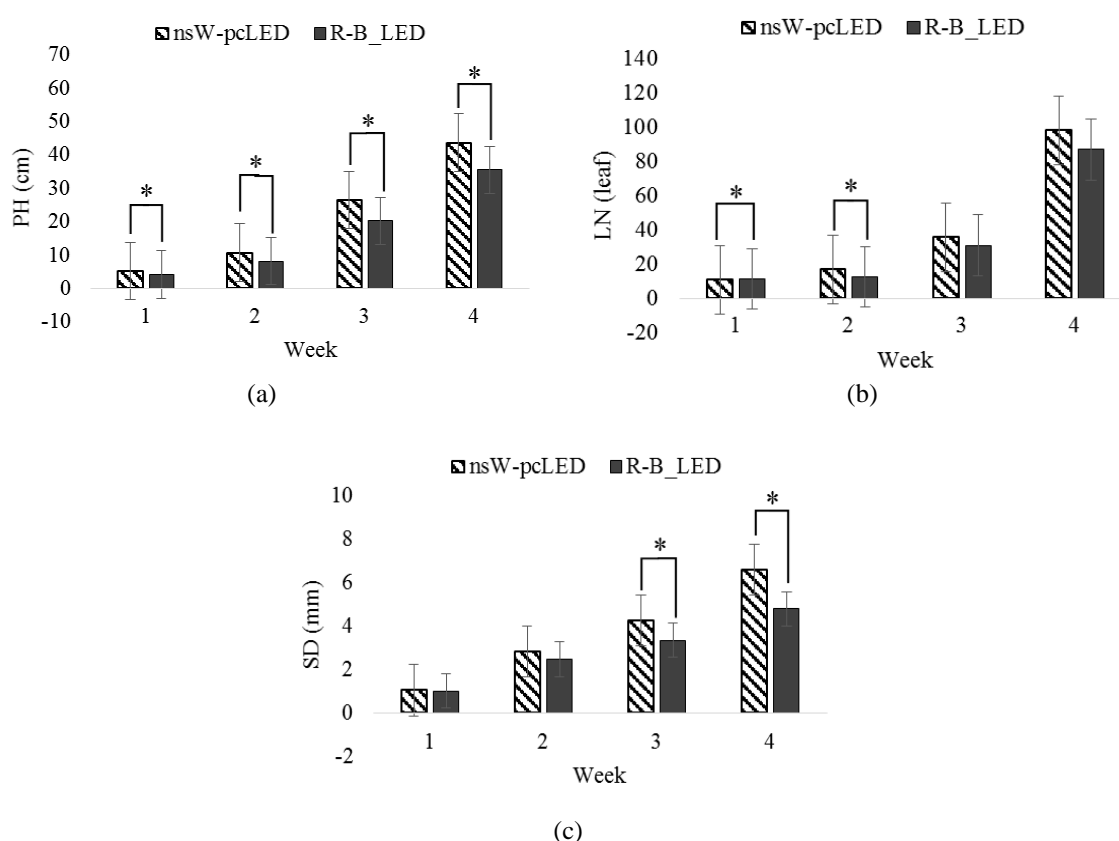 nsW-pcLED R-B_LED
70
60
50
40
30
20
10
0
-10
PH (cm)
* * * *
1 2 3 4
Week
(a)
nsW-pcLED R-B_LED
140
120
100
80
60
40
20
0
-20
LN (leaf)
* *
1 2 3 4
Week
(b)
nsW-pcLED R-B_LED
10
8
6
4
2
0
-2
SD (mm)
* *
1 2 3 4
Week
(c)